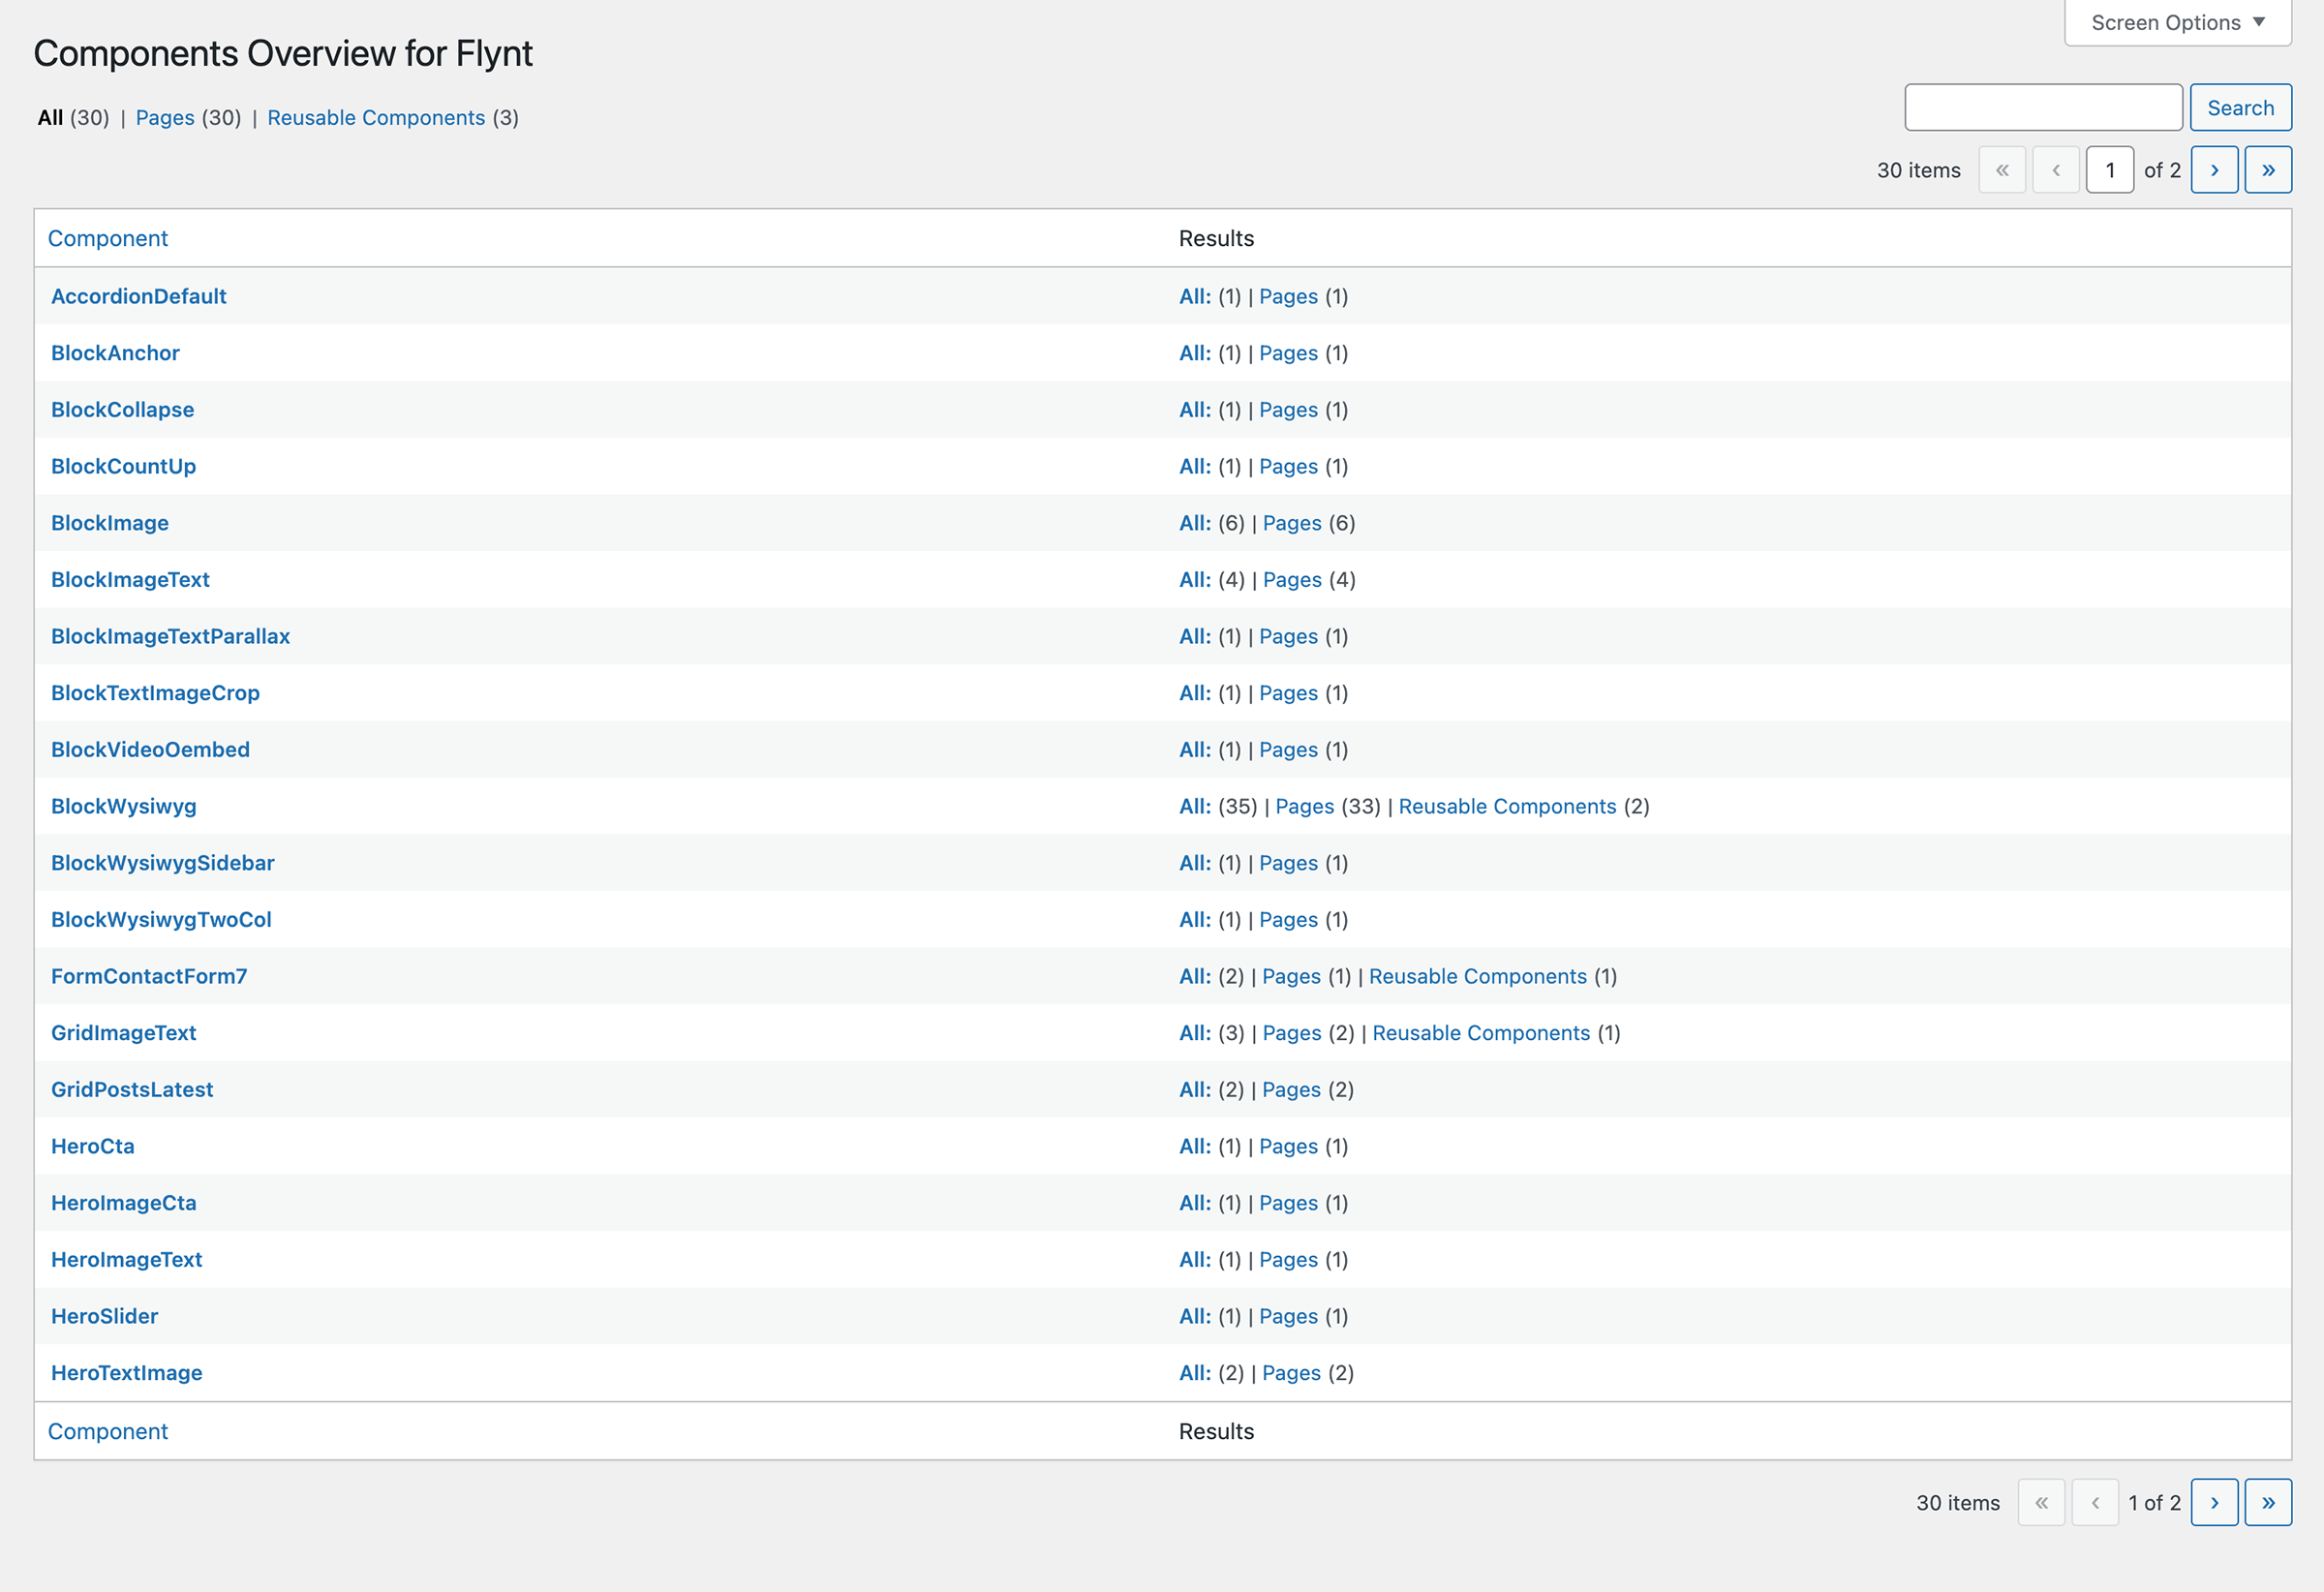 Screen Options ▼
Components Overview for Flynt
All (30) | Pages (30) | Reusable Components (3)
Search
30 items « ‹ 1 of 2 › »
Component Results
AccordionDefault All: (1) | Pages (1)
BlockAnchor All: (1) | Pages (1)
BlockCollapse All: (1) | Pages (1)
BlockCountUp All: (1) | Pages (1)
BlockImage All: (6) | Pages (6)
BlockImageText All: (4) | Pages (4)
BlockImageTextParallax All: (1) | Pages (1)
BlockTextImageCrop All: (1) | Pages (1)
BlockVideoOembed All: (1) | Pages (1)
BlockWysiwyg All: (35) | Pages (33) | Reusable Components (2)
BlockWysiwygSidebar All: (1) | Pages (1)
BlockWysiwygTwoCol All: (1) | Pages (1)
FormContactForm7 All: (2) | Pages (1) | Reusable Components (1)
GridImageText All: (3) | Pages (2) | Reusable Components (1)
GridPostsLatest All: (2) | Pages (2)
HeroCta All: (1) | Pages (1)
HeroImageCta All: (1) | Pages (1)
HeroImageText All: (1) | Pages (1)
HeroSlider All: (1) | Pages (1)
HeroTextImage All: (2) | Pages (2)
Component Results
30 items « ‹ 1 of 2 › »